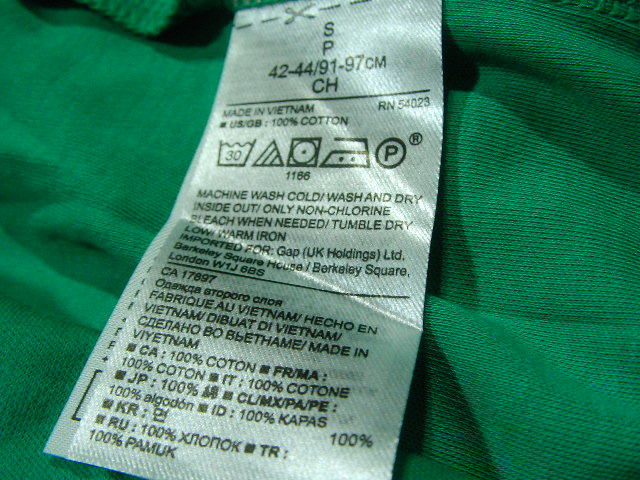 S
P
42-44/91-97CM
CH
MADE IN VIETNAM RN 54023
■ US/GB : 100% COTTON
30 P ®
1186
MACHINE WASH COLD/ WASH AND DRY
INSIDE OUT/ ONLY NON-CHLORINE
BLEACH WHEN NEEDED/ TUMBLE DRY
LOW/ WARM IRON
IMPORTED FOR: Gap (UK Holdings) Ltd.
Berkeley Square House / Berkeley Square,
London W1J 6BS
CA 17897
Одежда второго слоя
FABRIQUE AU VIETNAM/ HECHO EN
VIETNAM/ DIBUAT DI VIETNAM/
СДЕЛАНО ВО ВЬЕТНАМЕ/ MADE IN
VIYETNAM
■ CA : 100% COTON ■ FR/MA :
100% COTON ■ IT : 100% COTONE
■ JP : 100% 綿 ■ CL/MX/PA/PE :
100% algodón ■ ID : 100% KAPAS
■ KR : 면 100%
■ RU : 100% ХЛОПОК ■ TR :
100% PAMUK